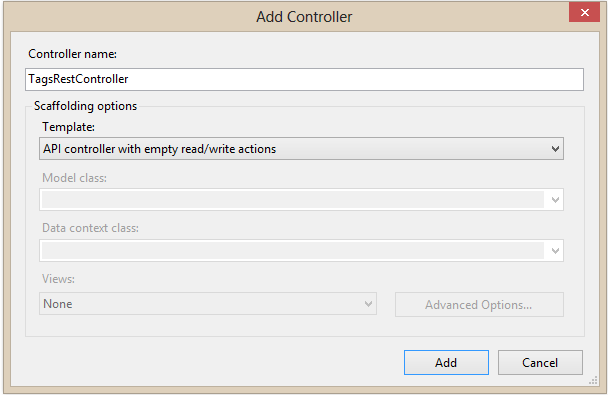 Add Controller
Controller name:
TagsRestController
Scaffolding options
Template:
API controller with empty read/write actions
Model class:
Data context class:
Views:
None
Advanced Options...
Add
Cancel